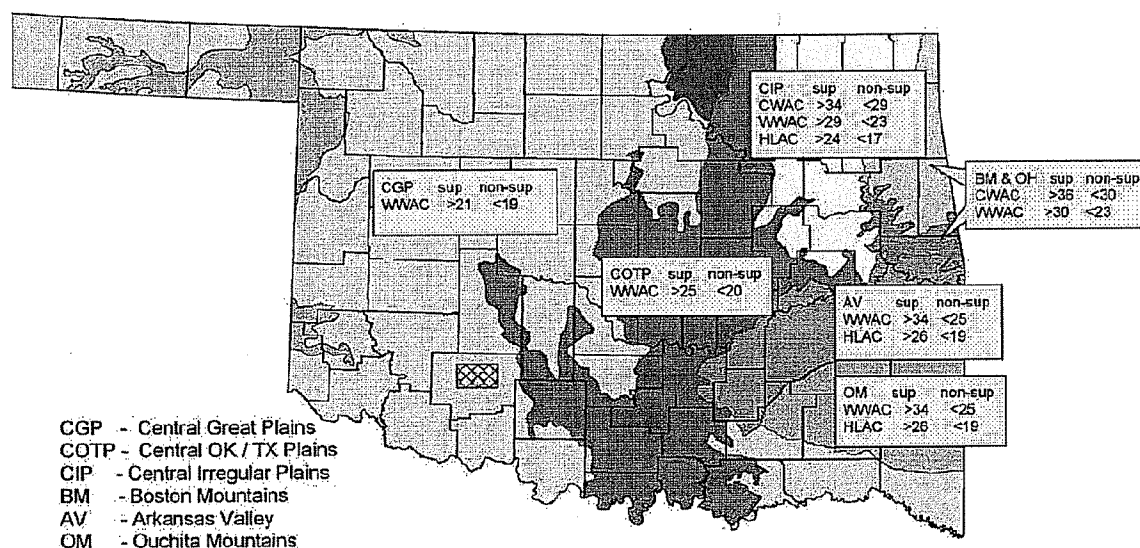 CIP sup non-sup
CWAC >34 <29
WWAC >29 <23
HLAC >24 <17
BM & OH sup non-sup
CWAC >36 <30
WWAC >30 <23
CGP sup non-sup
WWAC >21 <19
COTP sup non-sup
WWAC >25 <20
AV sup non-sup
WWAC >34 <25
HLAC >26 <19
OM sup non-sup
WWAC >34 <25
HLAC >26 <19
CGP - Central Great Plains
COTP - Central OK / TX Plains
CIP - Central Irregular Plains
BM - Boston Mountains
AV - Arkansas Valley
OM - Ouchita Mountains